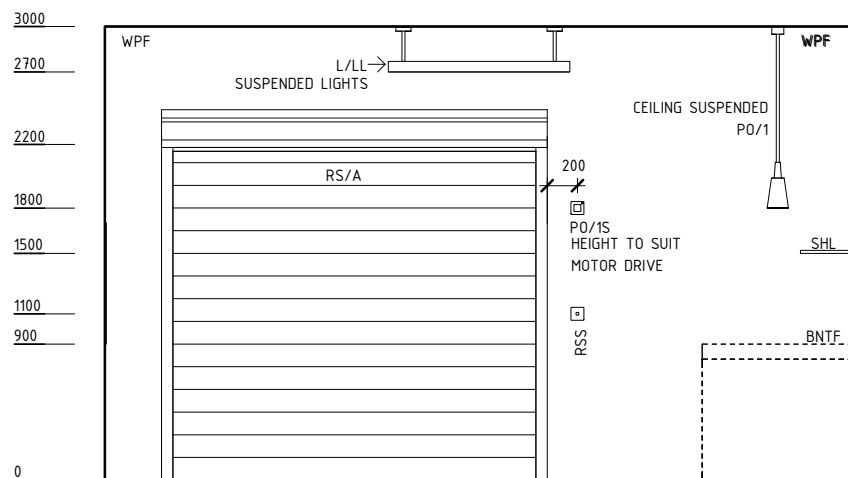 3000
WPF
WPF
2700
L/LL
SUSPENDED LIGHTS
CEILING SUSPENDED
PO/1
2200
200
RS/A
1800
PO/1S
HEIGHT TO SUIT
MOTOR DRIVE
1500
SHL
1100
900
RSS
BNTF
0